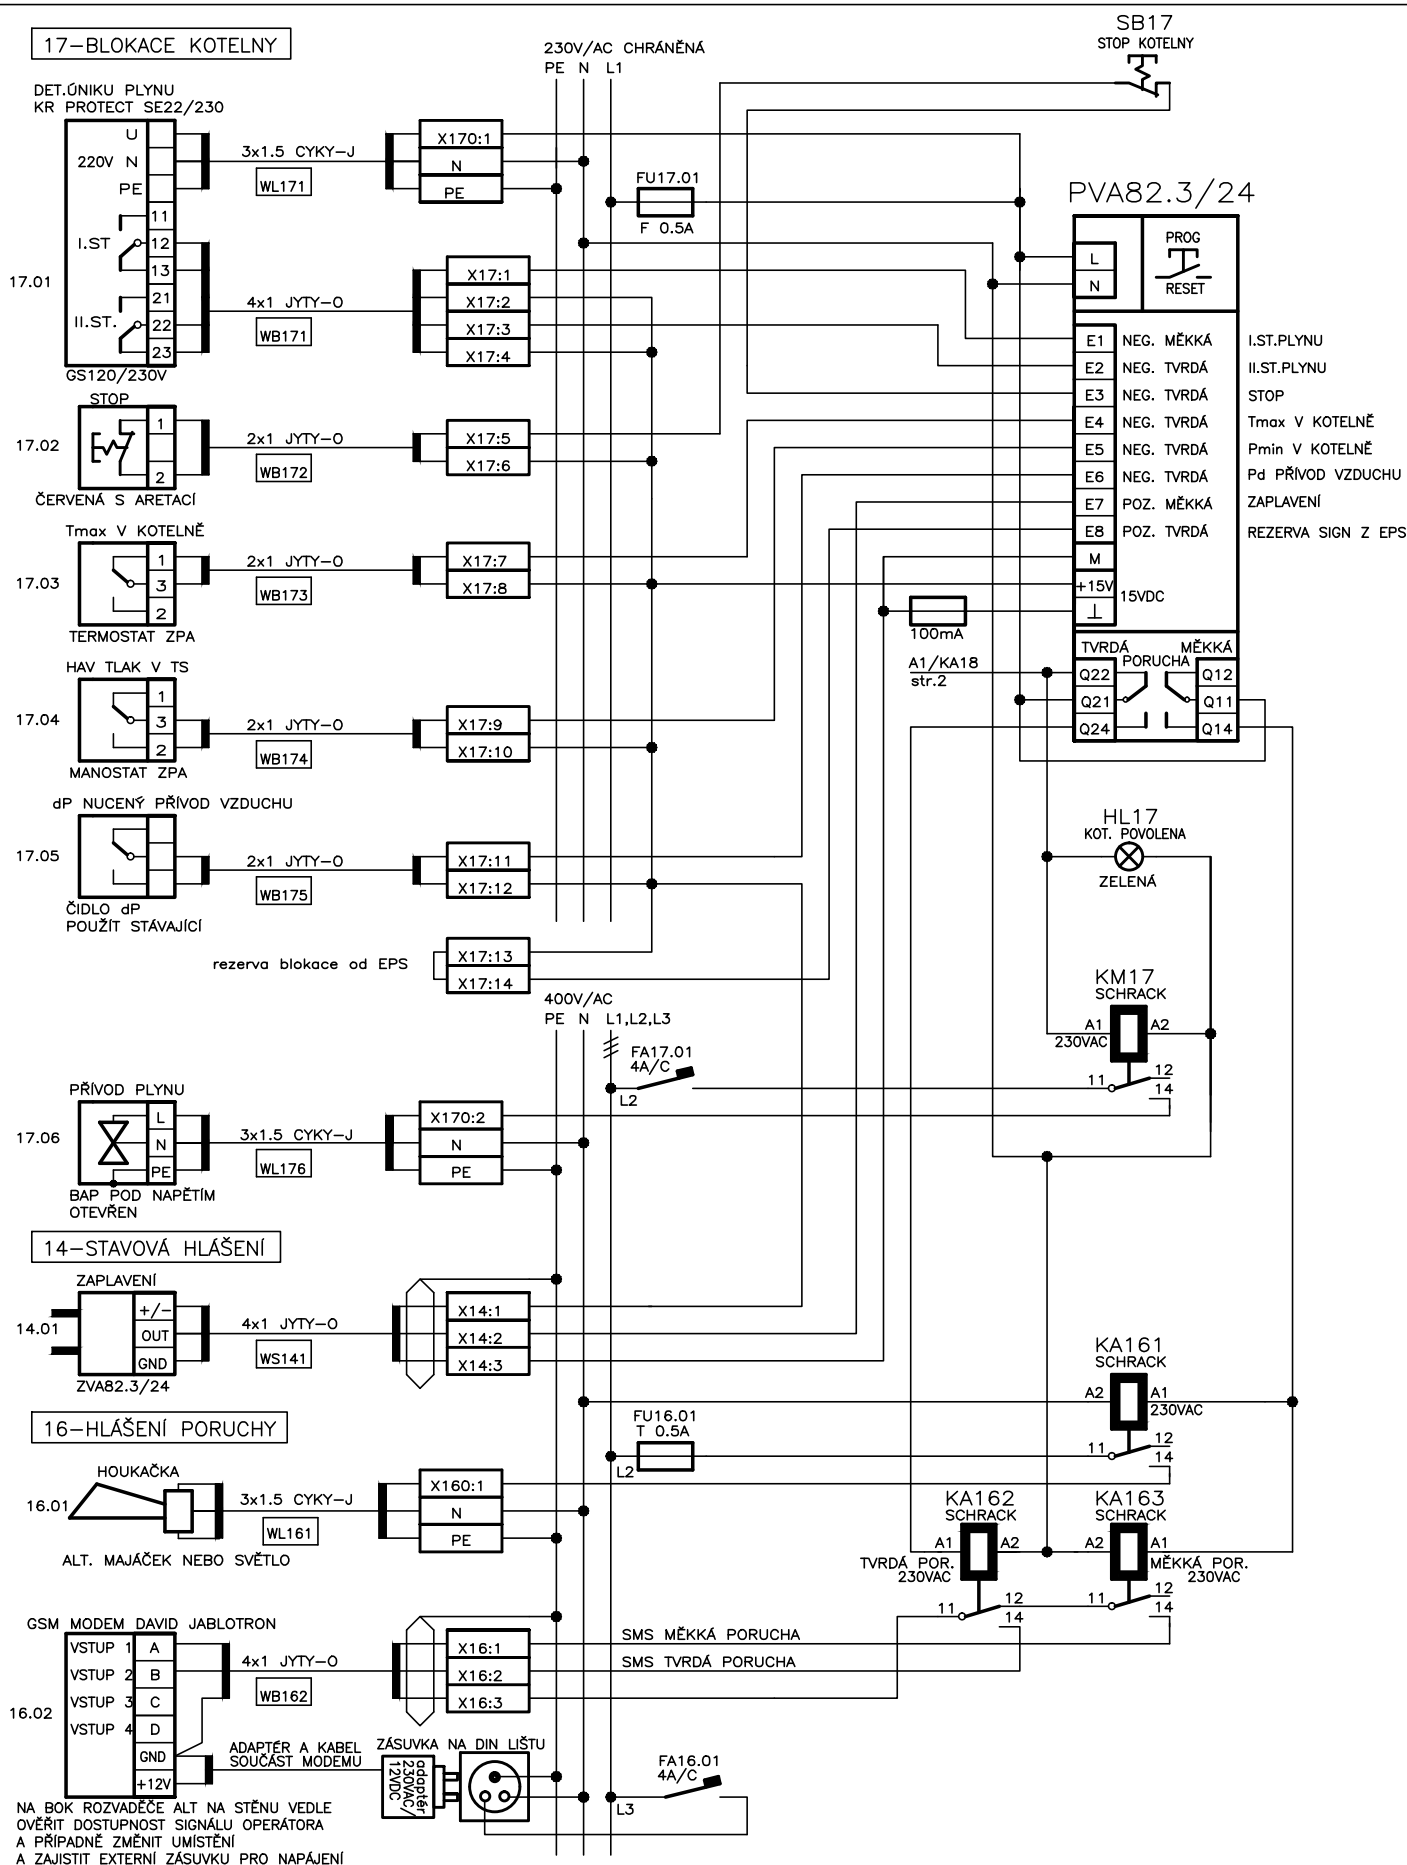 17-BLOKACE KOTELNY
230V/AC CHRÁNĚNÁ
PE N L1
SB17
STOP KOTELNY
DET.ÚNIKU PLYNU
KR PROTECT SE22/230
U
220V N
PE
11
I.ST 12
13
21
II.ST. 22
23
17.01
GS120/230V
3x1.5 CYKY-J
WL171
X170:1
N
PE
4x1 JYTY-O
WB171
X17:1
X17:2
X17:3
X17:4
FU17.01
F 0.5A
PVA82.3/24
L
N
PROG
RESET
E1 NEG. MĚKKÁ I.ST.PLYNU
E2 NEG. TVRDÁ II.ST.PLYNU
E3 NEG. TVRDÁ STOP
E4 NEG. TVRDÁ Tmax V KOTELNĚ
E5 NEG. TVRDÁ Pmin V KOTELNĚ
E6 NEG. TVRDÁ Pd PŘÍVOD VZDUCHU
E7 POZ. MĚKKÁ ZAPLAVENÍ
E8 POZ. TVRDÁ REZERVA SIGN Z EPS
M
+15V
⊥
15VDC
100mA
TVRDÁ MĚKKÁ
PORUCHA
Q22 Q12
Q21 Q11
Q24 Q14
A1/KA18
str.2
STOP
1
2
17.02
ČERVENÁ S ARETACÍ
2x1 JYTY-O
WB172
X17:5
X17:6
Tmax V KOTELNĚ
1
3
2
17.03
TERMOSTAT ZPA
2x1 JYTY-O
WB173
X17:7
X17:8
HAV TLAK V TS
1
3
2
17.04
MANOSTAT ZPA
2x1 JYTY-O
WB174
X17:9
X17:10
dP NUCENÝ PŘÍVOD VZDUCHU
17.05
ČIDLO dP
POUŽÍT STÁVAJÍCÍ
2x1 JYTY-O
WB175
X17:11
X17:12
rezerva blokace od EPS
X17:13
X17:14
HL17
KOT. POVOLENA
ZELENÁ
KM17
SCHRACK
A1 A2
230VAC
11 12
14
400V/AC
PE N L1,L2,L3
FA17.01
4A/C
L2
PŘÍVOD PLYNU
L
N
PE
17.06
BAP POD NAPĚTÍM
OTEVŘEN
3x1.5 CYKY-J
WL176
X170:2
N
PE
14-STAVOVÁ HLÁŠENÍ
ZAPLAVENÍ
+/-
OUT
GND
14.01
ZVA82.3/24
4x1 JYTY-O
WS141
X14:1
X14:2
X14:3
KA161
SCHRACK
A2 A1
230VAC
11 12
14
16-HLÁŠENÍ PORUCHY
FU16.01
T 0.5A
L2
HOUKAČKA
16.01
ALT. MAJÁČEK NEBO SVĚTLO
3x1.5 CYKY-J
WL161
X160:1
N
PE
KA162
SCHRACK
A1 A2
TVRDÁ POR.
230VAC
11 12
14
KA163
SCHRACK
A2 A1
MĚKKÁ POR.
230VAC
11 12
14
GSM MODEM DAVID JABLOTRON
VSTUP 1 A
VSTUP 2 B
VSTUP 3 C
VSTUP 4 D
GND
+12V
16.02
4x1 JYTY-O
WB162
X16:1
X16:2
X16:3
SMS MĚKKÁ PORUCHA
SMS TVRDÁ PORUCHA
ADAPTÉR A KABEL
SOUČÁST MODEMU
ZÁSUVKA NA DIN LIŠTU
adaptér
230VAC/
12VDC
FA16.01
4A/C
L3
NA BOK ROZVADĚČE ALT NA STĚNU VEDLE
OVĚŘIT DOSTUPNOST SIGNÁLU OPERÁTORA
A PŘÍPADNĚ ZMĚNIT UMÍSTĚNÍ
A ZAJISTIT EXTERNÍ ZÁSUVKU PRO NAPÁJENÍ